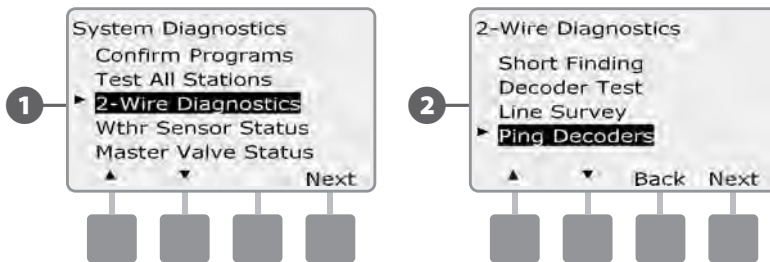 1
System Diagnostics
Confirm Programs
Test All Stations
2-Wire Diagnostics
Wthr Sensor Status
Master Valve Status
Next
2
2-Wire Diagnostics
Short Finding
Decoder Test
Line Survey
Ping Decoders
Back Next